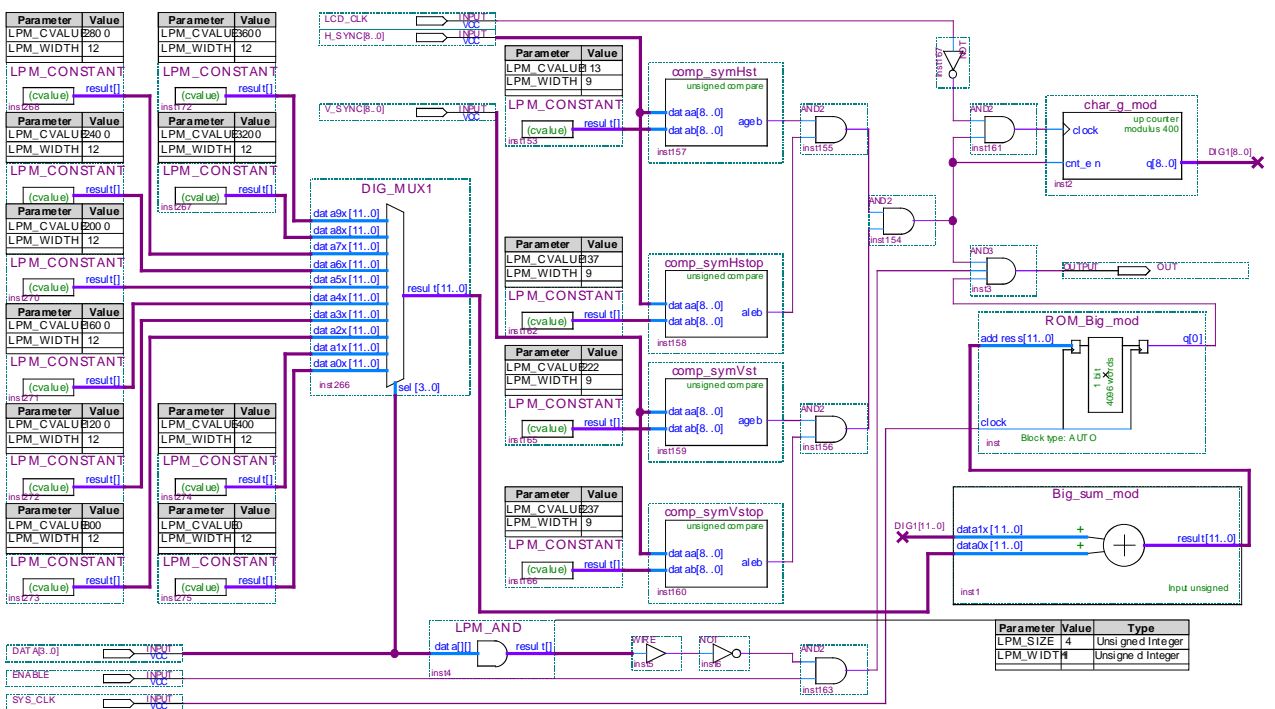 Parameter Value
LPM_CVALUE 2800
LPM_WIDTH 12
LPM_CONSTANT
(cvalue) result[]
inst268
Parameter Value
LPM_CVALUE 2400
LPM_WIDTH 12
LPM_CONSTANT
(cvalue) result[]
Parameter Value
LPM_CVALUE 2000
LPM_WIDTH 12
LPM_CONSTANT
(cvalue) result[]
inst270
Parameter Value
LPM_CVALUE 1600
LPM_WIDTH 12
LPM_CONSTANT
(cvalue) result[]
inst271
Parameter Value
LPM_CVALUE 1200
LPM_WIDTH 12
LPM_CONSTANT
(cvalue) result[]
inst272
Parameter Value
LPM_CVALUE 800
LPM_WIDTH 12
LPM_CONSTANT
(cvalue) result[]
inst273
Parameter Value
LPM_CVALUE 3600
LPM_WIDTH 12
LPM_CONSTANT
(cvalue) result[]
inst172
Parameter Value
LPM_CVALUE 3200
LPM_WIDTH 12
LPM_CONSTANT
(cvalue) result[]
inst267
Parameter Value
LPM_CVALUE 400
LPM_WIDTH 12
LPM_CONSTANT
(cvalue) result[]
inst274
Parameter Value
LPM_CVALUE 0
LPM_WIDTH 12
LPM_CONSTANT
(cvalue) result[]
inst275
LCD_CLK INPUT
VCC
H_SYNC[8..0] INPUT
VCC
V_SYNC[8..0] INPUT
VCC
DIG_MUX1
data9x[11..0]
data8x[11..0]
data7x[11..0]
data6x[11..0]
data5x[11..0]
data4x[11..0]
data3x[11..0]
data2x[11..0]
data1x[11..0]
data0x[11..0]
result[11..0]
sel[3..0]
inst266
Parameter Value
LPM_CVALUE 113
LPM_WIDTH 9
LPM_CONSTANT
(cvalue) result[]
inst153
Parameter Value
LPM_CVALUE 137
LPM_WIDTH 9
LPM_CONSTANT
(cvalue) result[]
inst162
Parameter Value
LPM_CVALUE 222
LPM_WIDTH 9
LPM_CONSTANT
(cvalue) result[]
inst165
Parameter Value
LPM_CVALUE 237
LPM_WIDTH 9
LPM_CONSTANT
(cvalue) result[]
inst166
comp_symHst
unsigned compare
dataa[8..0]
datab[8..0]
ageb
inst157
comp_symHstop
unsigned compare
dataa[8..0]
datab[8..0]
aleb
inst158
comp_symVst
unsigned compare
dataa[8..0]
datab[8..0]
ageb
inst159
comp_symVstop
unsigned compare
dataa[8..0]
datab[8..0]
aleb
inst160
AND2
inst155
AND2
inst156
AND2
inst154
NOT
inst167
AND2
inst161
AND3
inst3
OUTPUT OUT
char_g_mod
up counter
modulus 400
clock
cnt_en q[8..0]
inst2
DIG1[8..0]
ROM_Big_mod
address[11..0] q[0]
1 bit
4096 words
clock
Block type: AUTO
inst
Big_sum_mod
DIG1[11..0]
data1x[11..0] +
data0x[11..0] +
result[11..0]
Input unsigned
inst1
Parameter Value Type
LPM_SIZE 4 Unsigned Integer
LPM_WIDTH 1 Unsigned Integer
DATA[3..0] INPUT
VCC
ENABLE INPUT
VCC
SYS_CLK INPUT
VCC
LPM_AND
data[][] result[]
inst4
WIRE
inst5
NOT
inst6
AND2
inst163